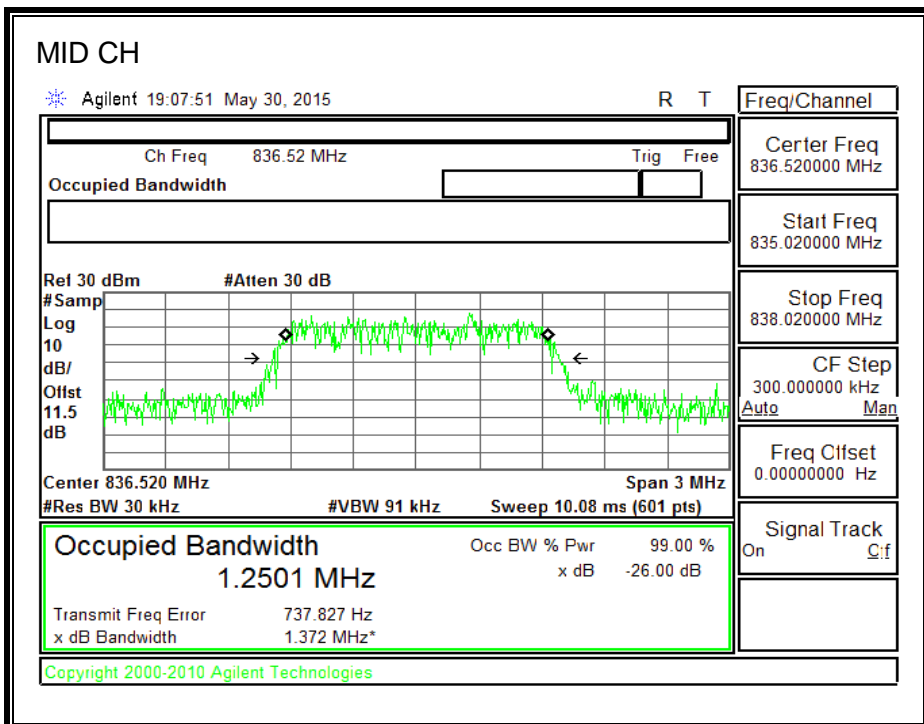 MID CH
Agilent 19:07:51 May 30, 2015 R T
Ch Freq 836.52 MHz Trig Free
Occupied Bandwidth
Ref 30 dBm #Atten 30 dB
#Samp
Log
10
dB/
Offst
11.5
dB
Center 836.520 MHz Span 3 MHz
#Res BW 30 kHz #VBW 91 kHz Sweep 10.08 ms (601 pts)
Occupied Bandwidth Occ BW % Pwr 99.00 %
1.2501 MHz x dB -26.00 dB
Transmit Freq Error 737.827 Hz
x dB Bandwidth 1.372 MHz*
Copyright 2000-2010 Agilent Technologies
Freq/Channel
Center Freq
836.520000 MHz
Start Freq
835.020000 MHz
Stop Freq
838.020000 MHz
CF Step
300.000000 kHz
Auto Man
Freq Offset
0.00000000 Hz
Signal Track
On Off